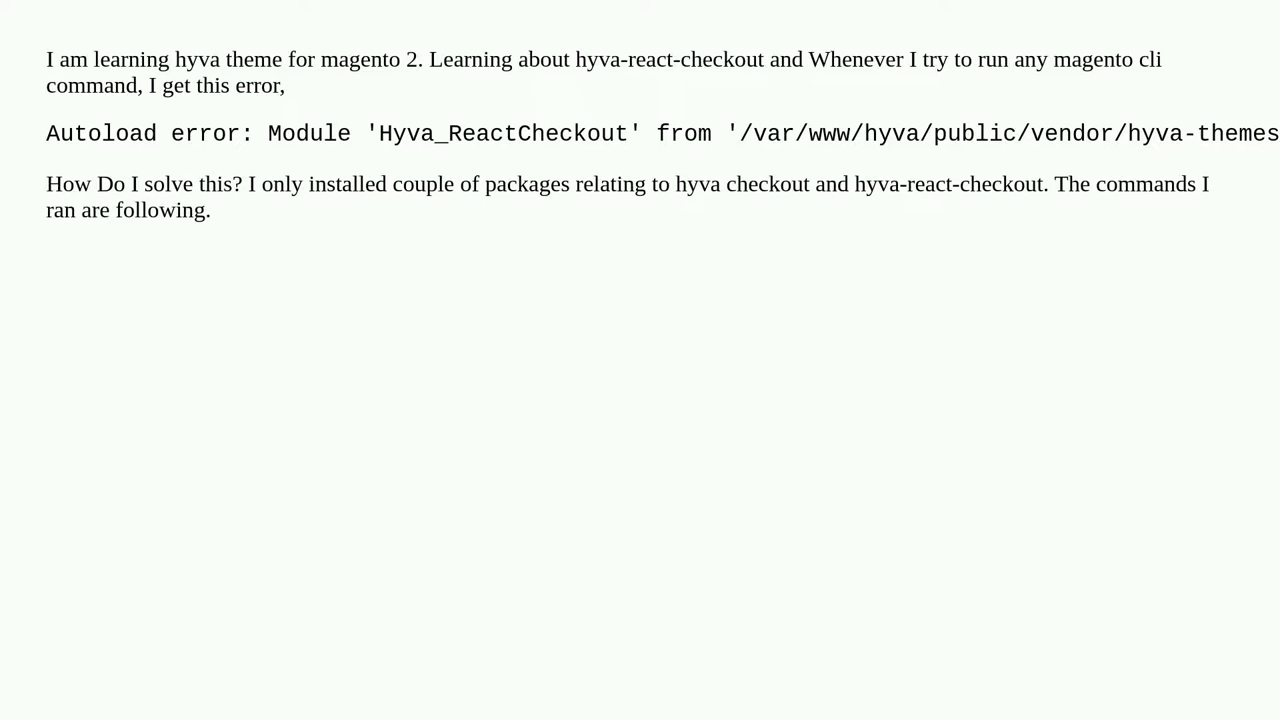 I am learning hyva theme for magento 2. Learning about hyva-react-checkout and Whenever I try to run any magento cli
command, I get this error,
Autoload error: Module 'Hyva_ReactCheckout' from '/var/www/hyva/public/vendor/hyva-themes
How Do I solve this? I only installed couple of packages relating to hyva checkout and hyva-react-checkout. The commands I
ran are following.